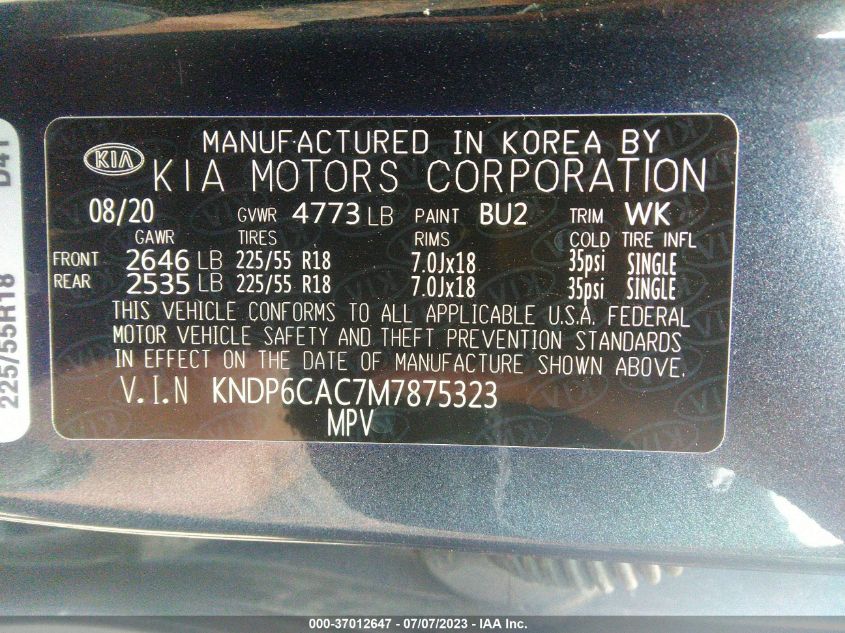 MANUFACTURED IN KOREA BY
KIA
KIA MOTORS CORPORATION
08/20 GVWR 4773 LB PAINT BU2 TRIM WK
GAWR TIRES RIMS COLD TIRE INFL
FRONT 2646 LB 225/55 R18 7.0Jx18 35psi SINGLE
REAR 2535 LB 225/55 R18 7.0Jx18 35psi SINGLE
THIS VEHICLE CONFORMS TO ALL APPLICABLE U.S.A. FEDERAL
MOTOR VEHICLE SAFETY AND THEFT PREVENTION STANDARDS
IN EFFECT ON THE DATE OF MANUFACTURE SHOWN ABOVE.
V.I.N KNDP6CAC7M7875323
MPV
225/55R18
000-37012647 - 07/07/2023 - IAA Inc.